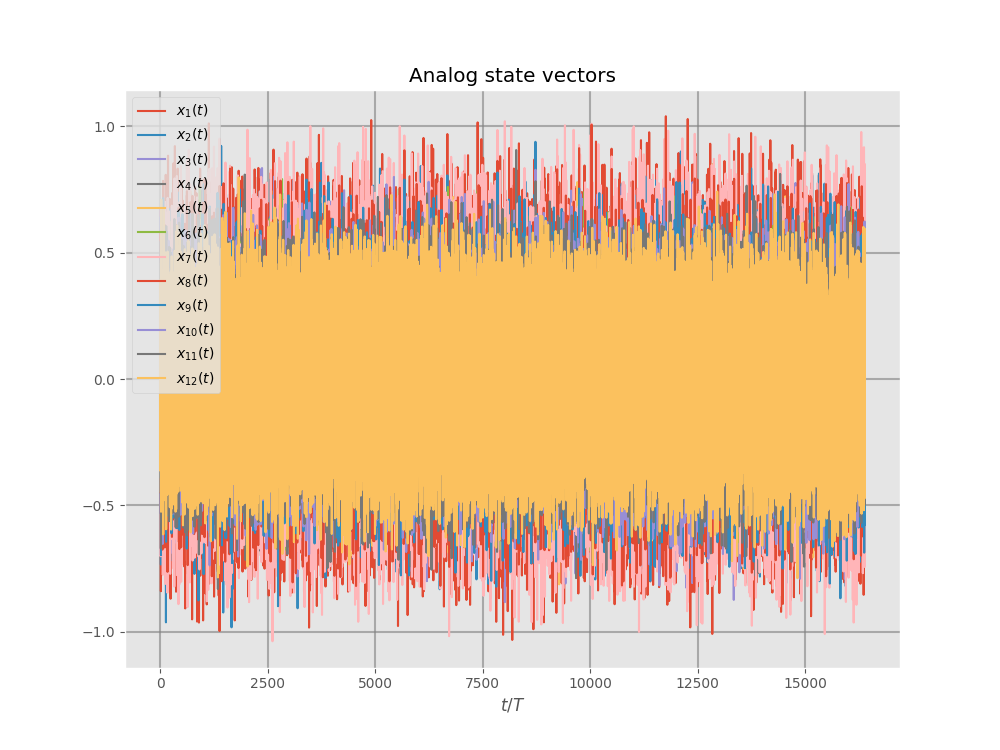 Analog state vectors
x₁(t)
x₂(t)
x₃(t)
x₄(t)
x₅(t)
x₆(t)
x₇(t)
x₈(t)
x₉(t)
x₁₀(t)
x₁₁(t)
x₁₂(t)
1.0
0.5
0.0
−0.5
−1.0
0 2500 5000 7500 10000 12500 15000
t/T